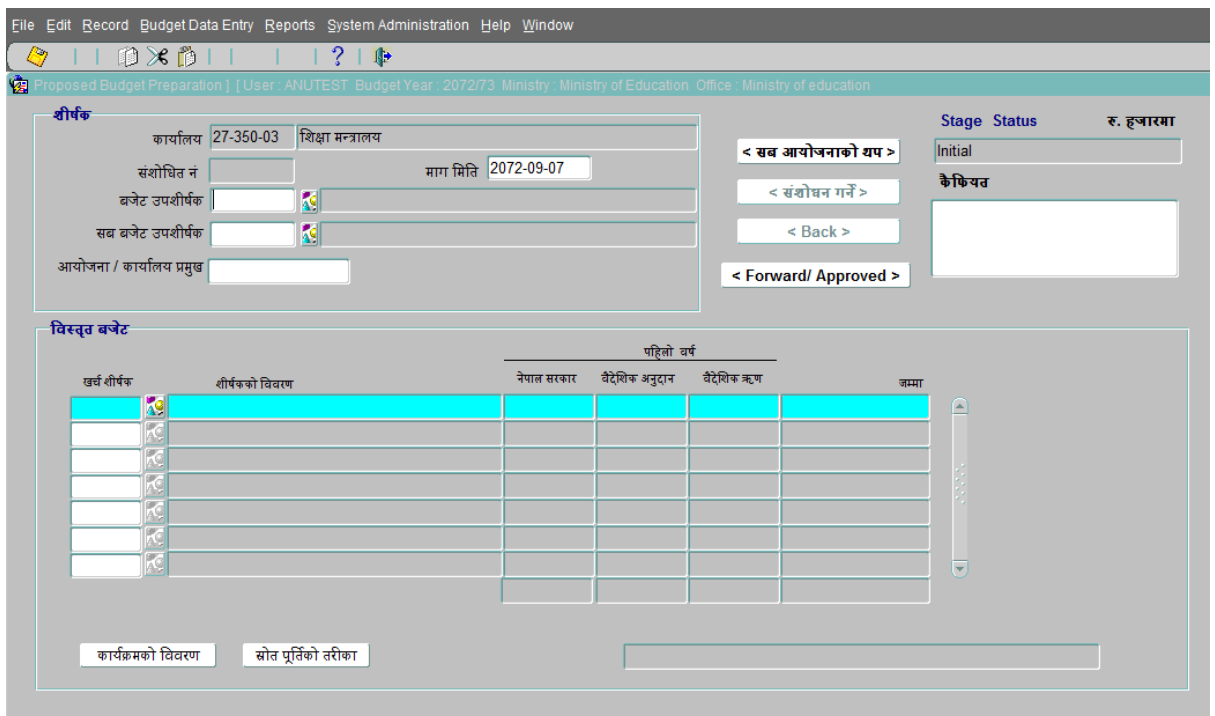 File Edit Record Budget Data Entry Reports System Administration Help Window
Proposed Budget Preparation ] [ User : ANUTEST Budget Year : 2072/73 Ministry : Ministry of Education Office : Ministry of education
शीर्षक
Stage Status रु. हजारमा
कार्यालय 27-350-03 शिक्षा मन्त्रालय
< सब आयोजनाको थप >
Initial
संशोधित नं माग मिति 2072-09-07
कैफियत
< संशोधन गर्ने >
बजेट उपशीर्षक
सब बजेट उपशीर्षक
< Back >
आयोजना / कार्यालय प्रमुख
< Forward/ Approved >
विस्तृत बजेट
पहिलो वर्ष
खर्च शीर्षक शीर्षकको विवरण नेपाल सरकार वैदेशिक अनुदान वैदेशिक ऋण जम्मा
कार्यक्रमको विवरण स्रोत पूर्तिको तरीका